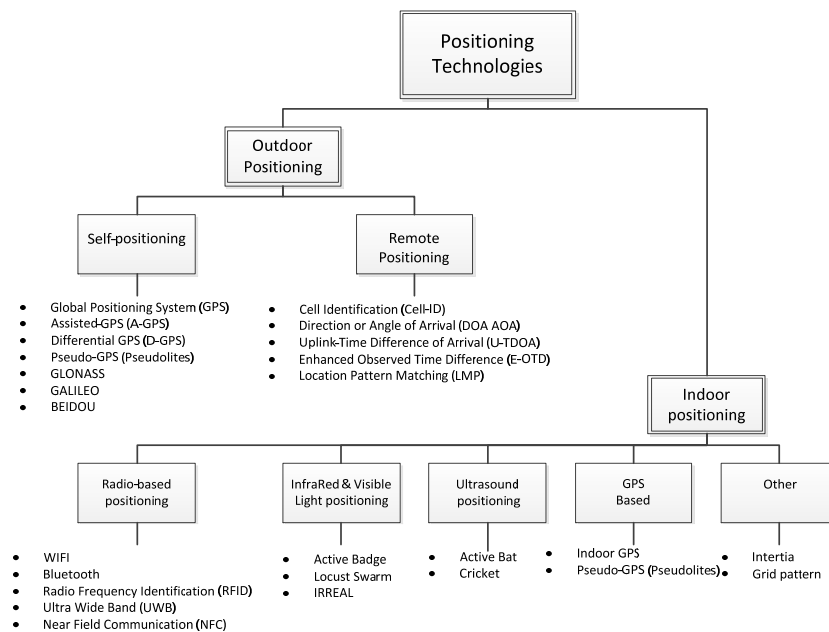 Positioning
Technologies
Outdoor
Positioning
Self-positioning
• Global Positioning System (GPS)
• Assisted-GPS (A-GPS)
• Differential GPS (D-GPS)
• Pseudo-GPS (Pseudolites)
• GLONASS
• GALILEO
• BEIDOU
Remote
Positioning
• Cell Identification (Cell-ID)
• Direction or Angle of Arrival (DOA AOA)
• Uplink-Time Difference of Arrival (U-TDOA)
• Enhanced Observed Time Difference (E-OTD)
• Location Pattern Matching (LMP)
Indoor
positioning
Radio-based
positioning
• WIFI
• Bluetooth
• Radio Frequency Identification (RFID)
• Ultra Wide Band (UWB)
• Near Field Communication (NFC)
InfraRed & Visible
Light positioning
• Active Badge
• Locust Swarm
• IRREAL
Ultrasound
positioning
• Active Bat
• Cricket
GPS
Based
• Indoor GPS
• Pseudo-GPS (Pseudolites)
Other
• Intertia
• Grid pattern